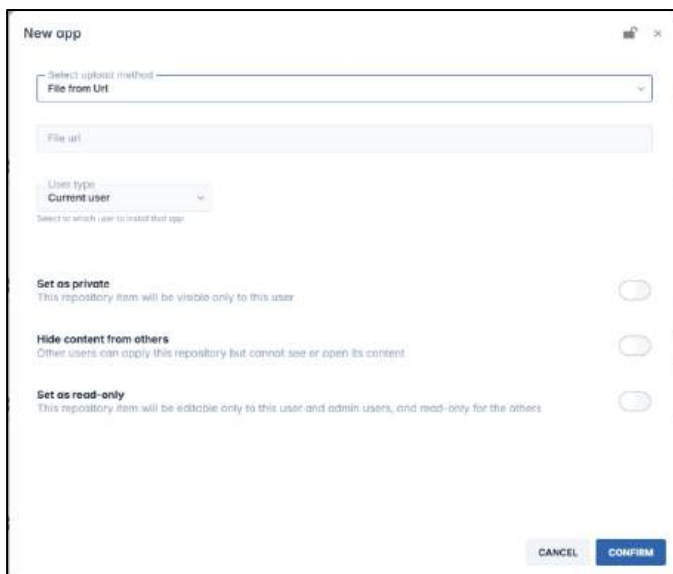 New app
Select upload method
File from Url
File url
User type
Current user
Select to which user to install that app
Set as private
This repository item will be visible only to this user
Hide content from others
Other users can apply this repository but cannot see or open its content
Set as read-only
This repository item will be editable only to this user and admin users, and read-only for the others
CANCEL
CONFIRM